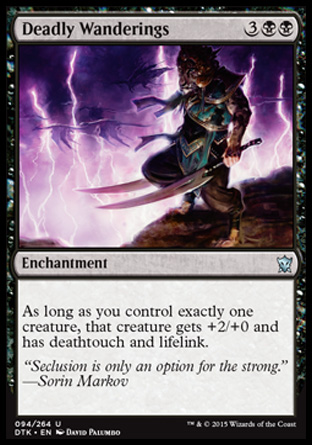 Deadly Wanderings 3
Enchantment
As long as you control exactly one
creature, that creature gets +2/+0 and
has deathtouch and lifelink.
"Seclusion is only an option for the strong."
—Sorin Markov
094/264 U
DTK • EN DAVID PALUMBO
™ & © 2015 Wizards of the Coast